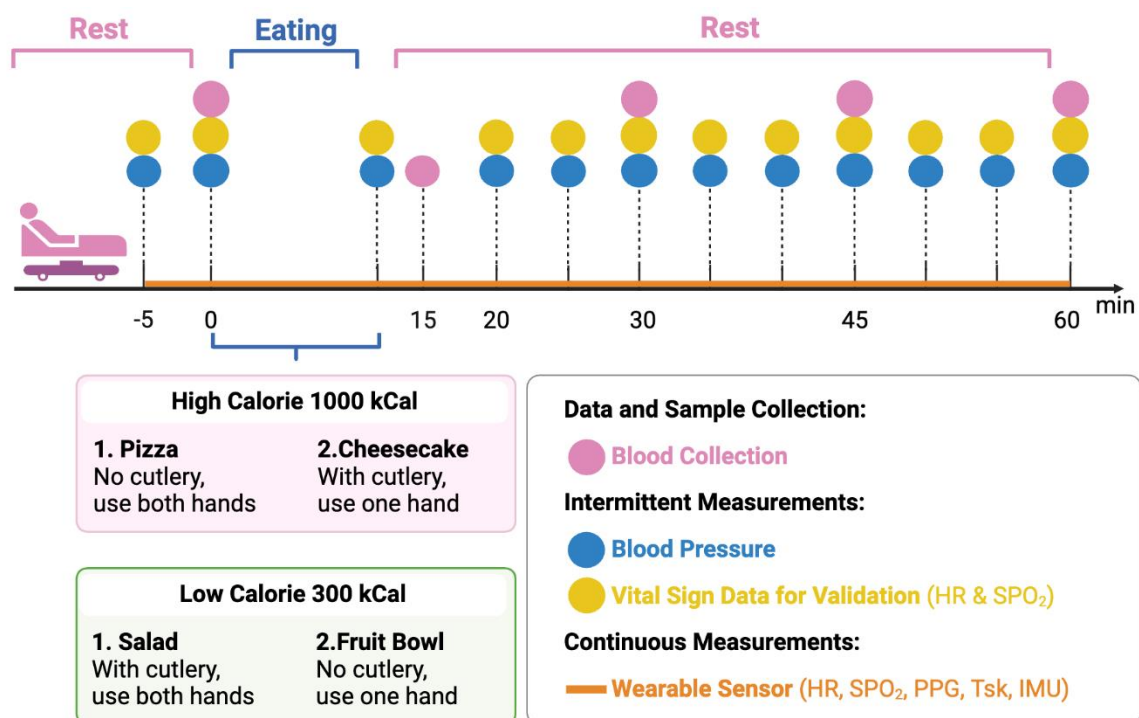 Rest
Eating
Rest
-5
0
15
20
30
45
60
min
High Calorie 1000 kCal
1. Pizza
No cutlery,
use both hands
2.Cheesecake
With cutlery,
use one hand
Low Calorie 300 kCal
1. Salad
With cutlery,
use both hands
2.Fruit Bowl
No cutlery,
use one hand
Data and Sample Collection:
Blood Collection
Intermittent Measurements:
Blood Pressure
Vital Sign Data for Validation (HR & SPO₂)
Continuous Measurements:
Wearable Sensor (HR, SPO₂, PPG, Tsk, IMU)